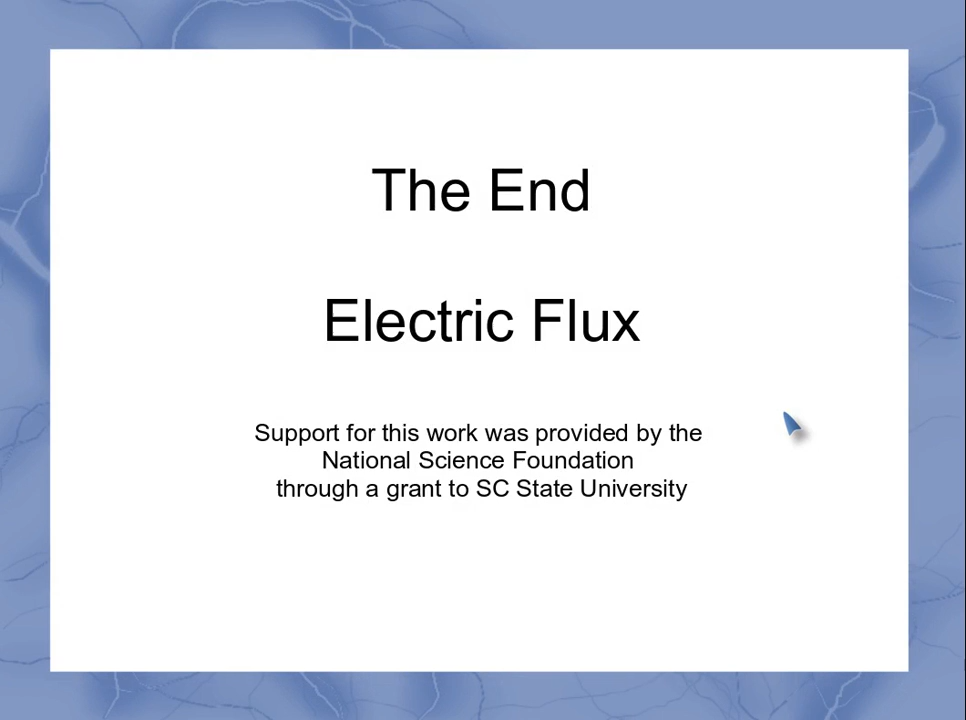 The End
Electric Flux
Support for this work was provided by the
National Science Foundation
through a grant to SC State University